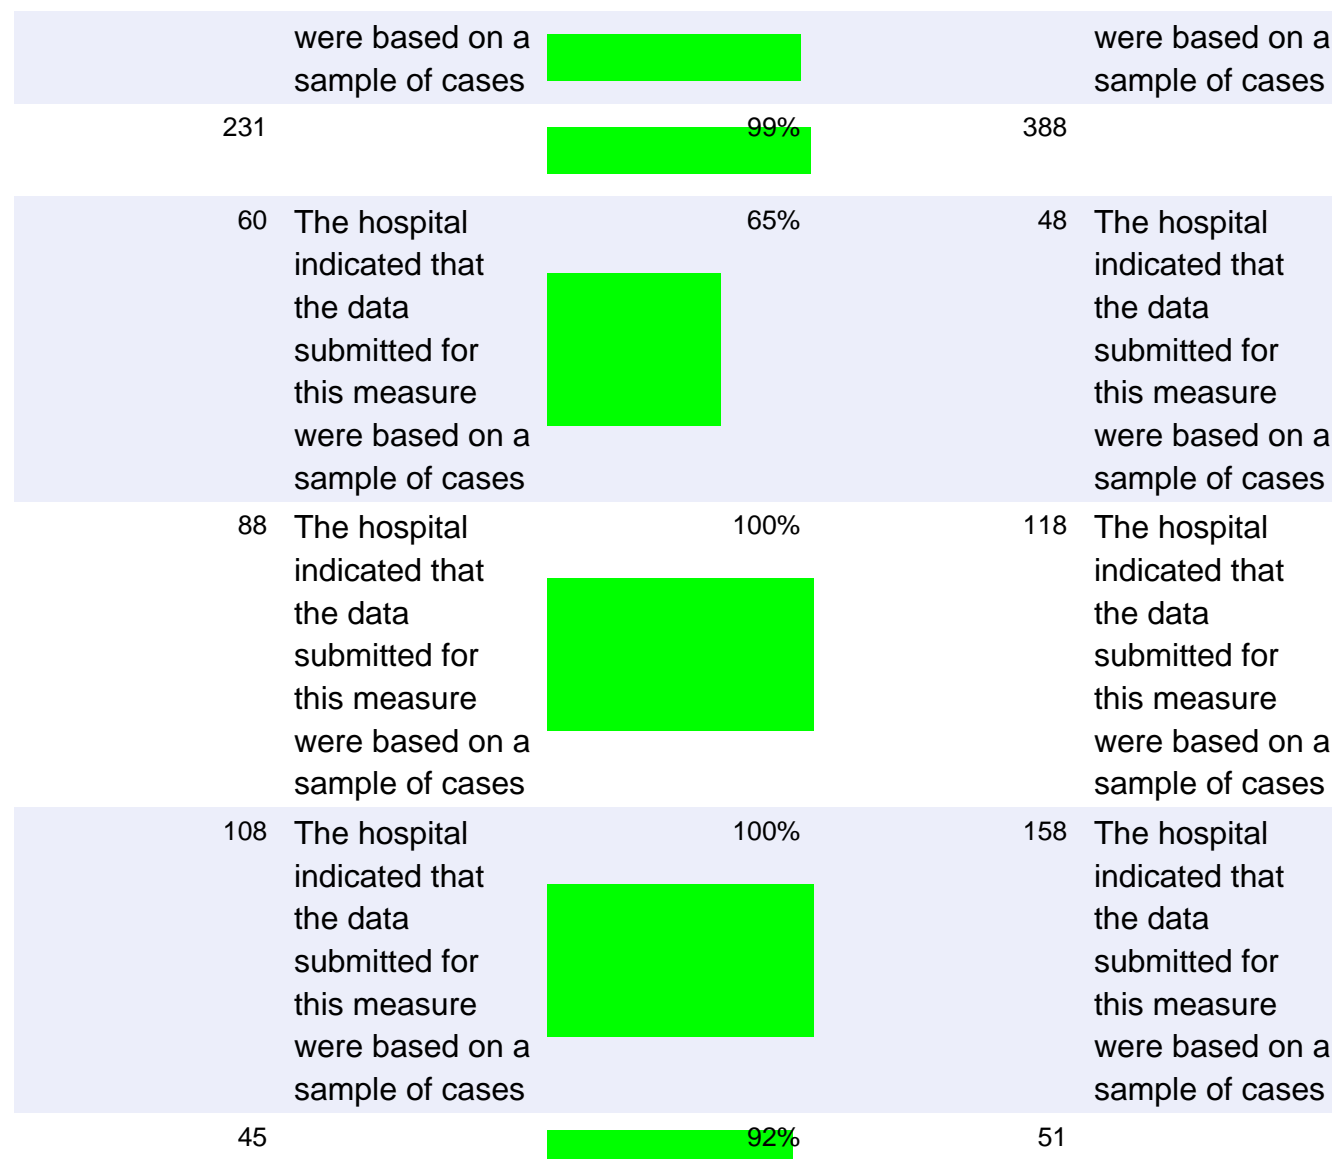 were based on a were based on a
sample of cases sample of cases
231 99% 388
60 The hospital 65% 48 The hospital
indicated that indicated that
the data the data
submitted for submitted for
this measure this measure
were based on a were based on a
sample of cases sample of cases
88 The hospital 100% 118 The hospital
indicated that indicated that
the data the data
submitted for submitted for
this measure this measure
were based on a were based on a
sample of cases sample of cases
108 The hospital 100% 158 The hospital
indicated that indicated that
the data the data
submitted for submitted for
this measure this measure
were based on a were based on a
sample of cases sample of cases
45 92% 51